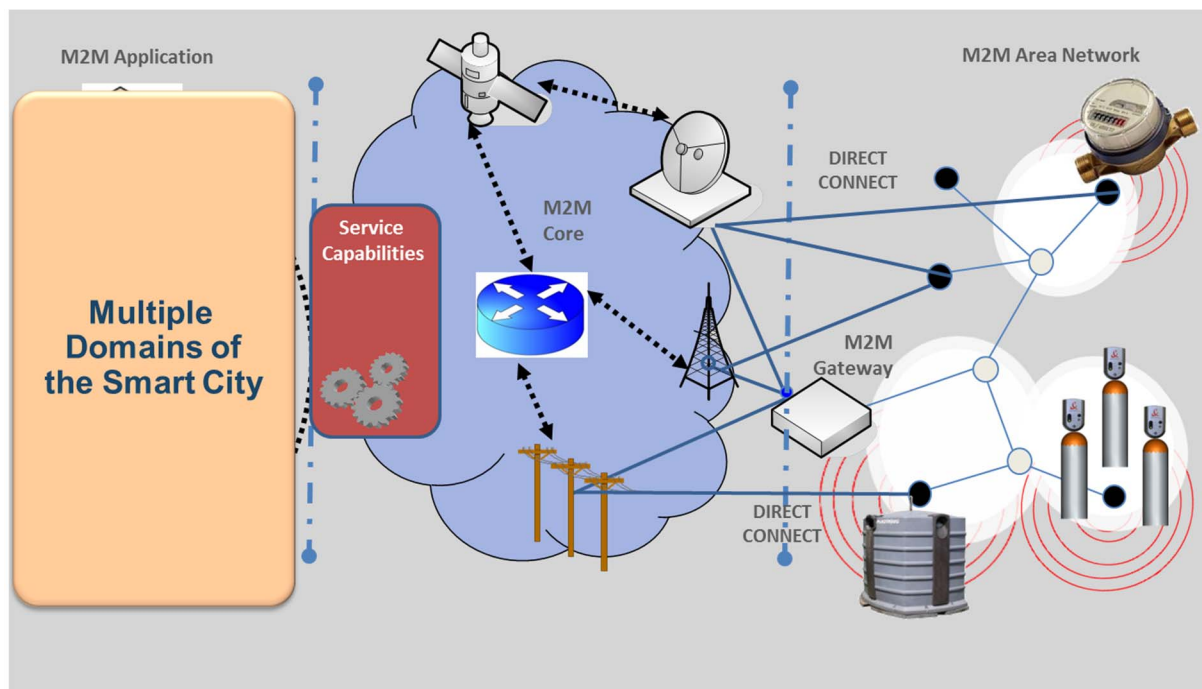 M2M Application
M2M Area Network
DIRECT
CONNECT
M2M
Core
Service
Capabilities
Multiple
Domains of
the Smart City
M2M
Gateway
DIRECT
CONNECT